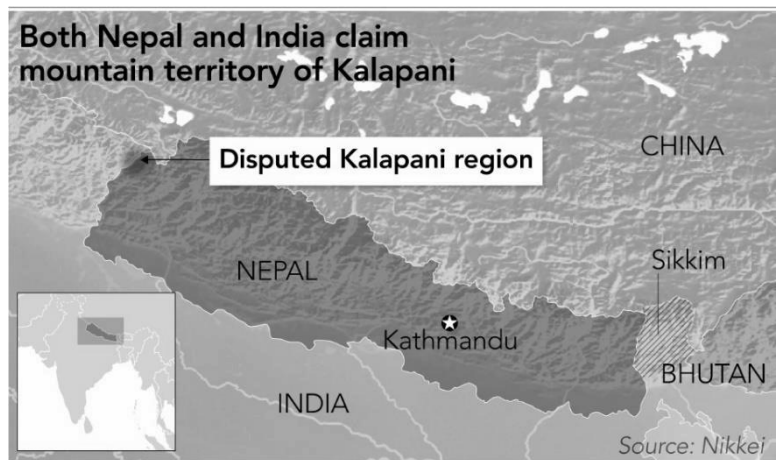 Both Nepal and India claim
mountain territory of Kalapani
Disputed Kalapani region
CHINA
NEPAL
Sikkim
Kathmandu
BHUTAN
INDIA
Source: Nikkei